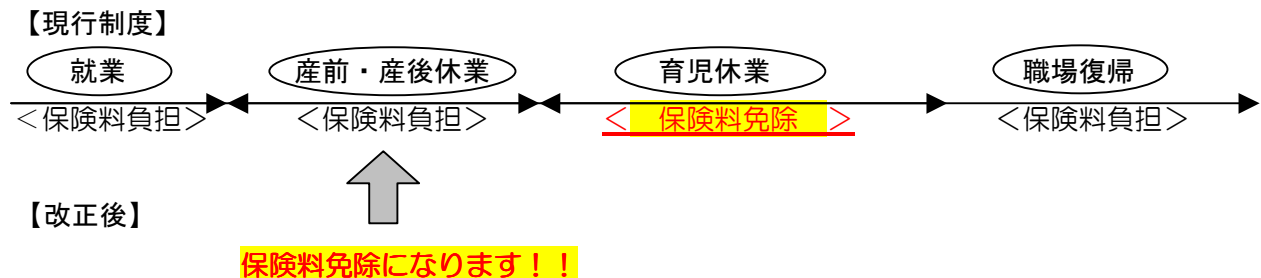 【現行制度】
就業 産前・産後休業 育児休業 職場復帰
＜保険料負担＞ ＜保険料負担＞ ＜ 保険料免除 ＞ ＜保険料負担＞
【改正後】
保険料免除になります！！